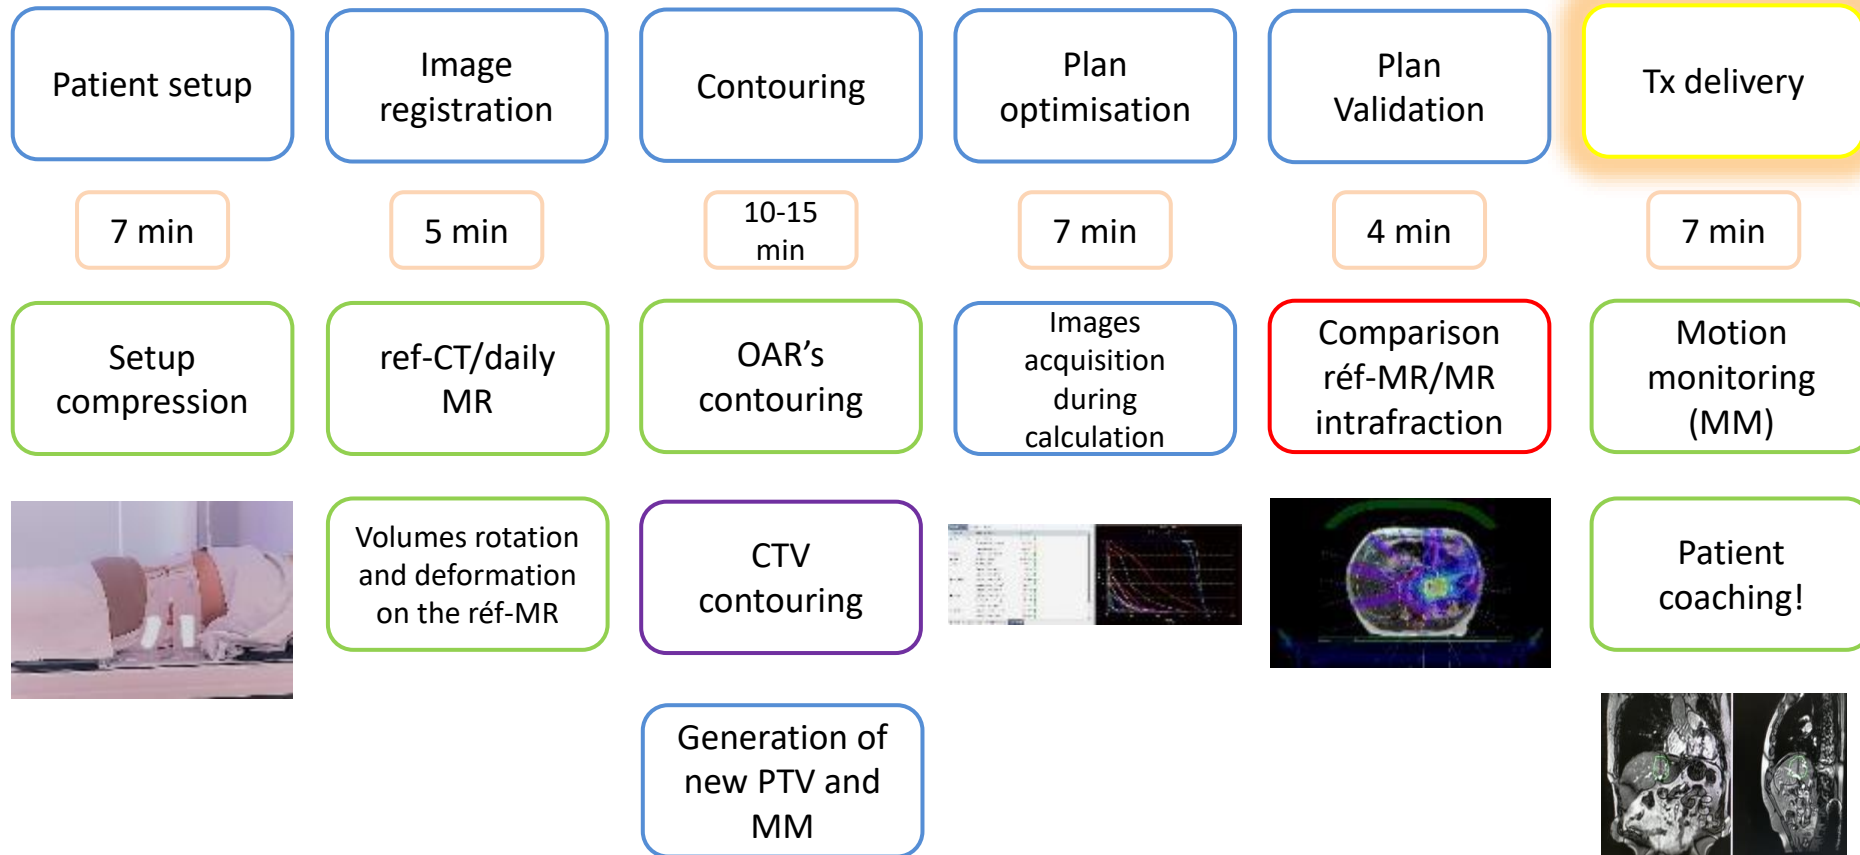 Patient setup
Image
registration
Contouring
Plan
optimisation
Plan
Validation
Tx delivery
7 min
5 min
10-15
min
7 min
4 min
7 min
Setup
compression
ref-CT/daily
MR
OAR's
contouring
Images
acquisition
during
calculation
Comparison
réf-MR/MR
intrafraction
Motion
monitoring
(MM)
Volumes rotation
and deformation
on the réf-MR
CTV
contouring
Patient
coaching!
Generation of
new PTV and
MM